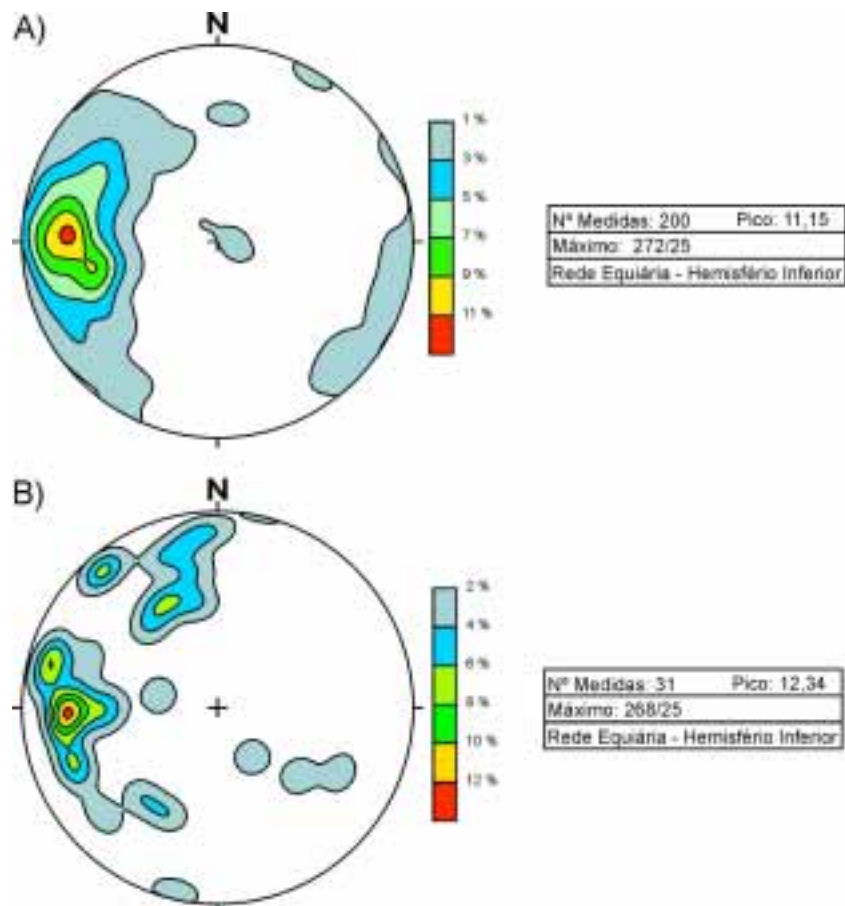 A)
N
1 %
3 %
5 %
7 %
9 %
11 %
Nº Medidas: 200 Pico: 11,15
Máximo: 272/25
Rede Equiária - Hemisfério Inferior
B)
N
2 %
4 %
6 %
8 %
10 %
12 %
Nº Medidas: 31 Pico: 12,34
Máximo: 268/25
Rede Equiária - Hemisfério Inferior